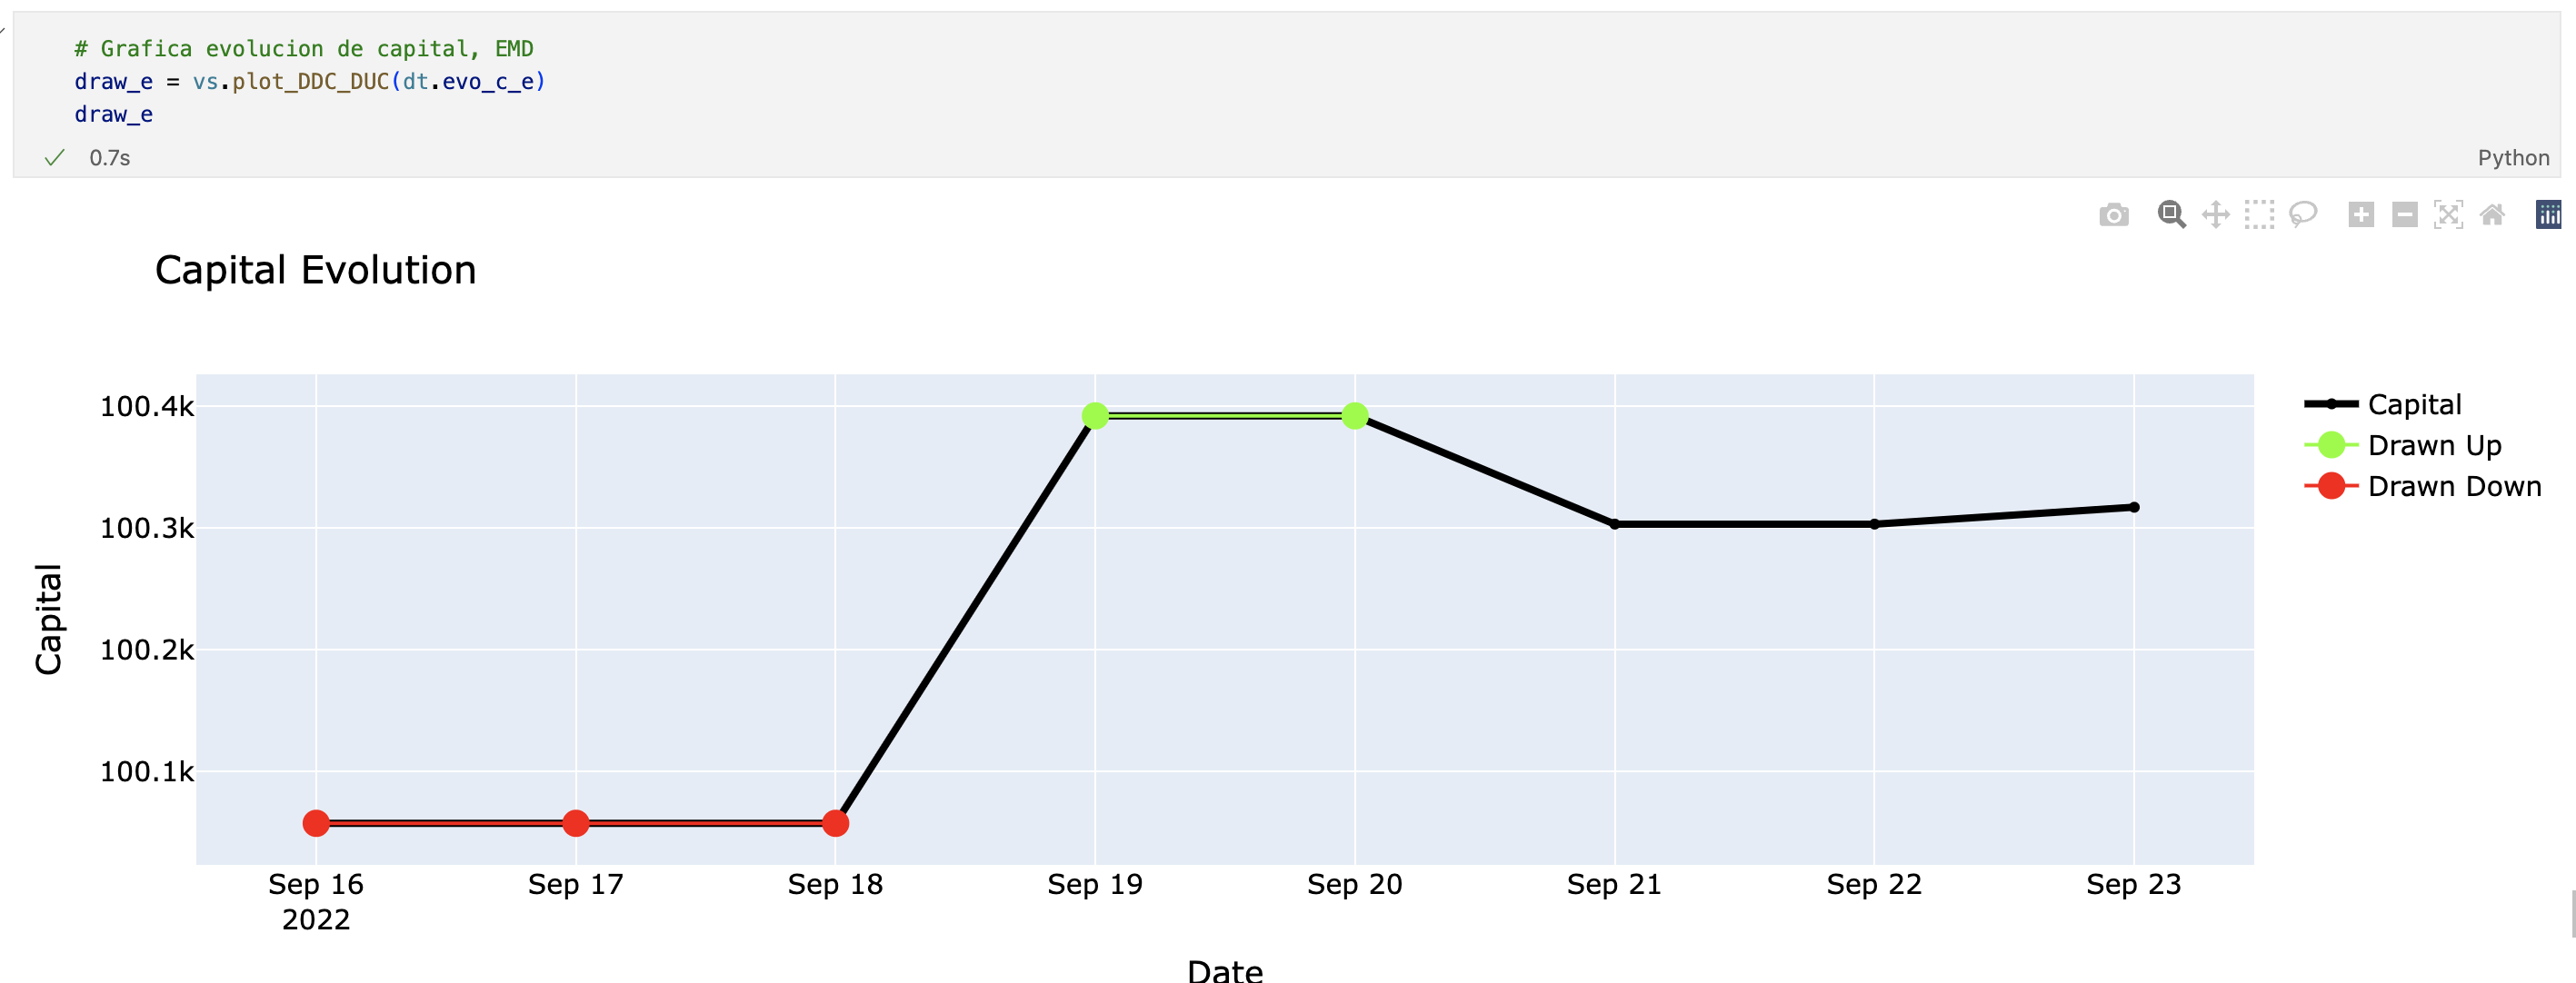 # Grafica evolucion de capital, EMD
draw_e = vs.plot_DDC_DUC(dt.evo_c_e)
draw_e
0.7s
Python
Capital Evolution
100.4k
100.3k
100.2k
100.1k
Capital
Sep 16
2022
Sep 17
Sep 18
Sep 19
Sep 20
Sep 21
Sep 22
Sep 23
Date
Capital
Drawn Up
Drawn Down